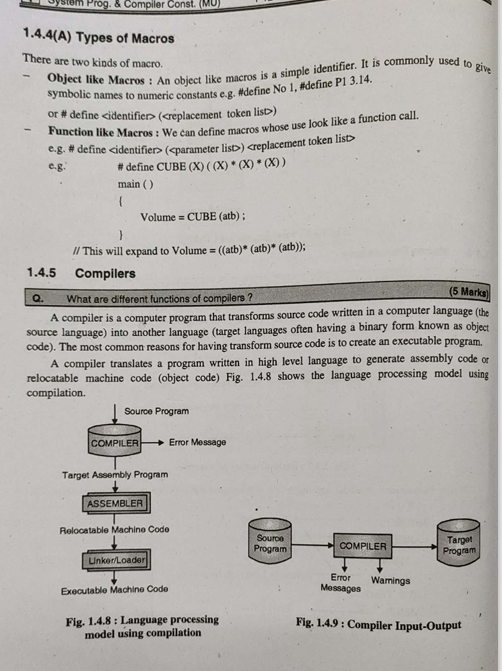 System Prog. & Compiler Const. (MU)
1.4.4(A) Types of Macros
There are two kinds of macro.
– Object like Macros : An object like macros is a simple identifier. It is commonly used to give
symbolic names to numeric constants e.g. #define No 1, #define P1 3.14.
or # define <identifier> (<replacement token list>)
– Function like Macros : We can define macros whose use look like a function call.
e.g. # define <identifier> (<parameter list>) <replacement token list>
e.g. # define CUBE (X) ( (X) * (X) * (X) )
main ( )
{
Volume = CUBE (atb) ;
}
// This will expand to Volume = ((atb)* (atb)* (atb));
1.4.5 Compilers
Q. What are different functions of compilers ? (5 Marks)
A compiler is a computer program that transforms source code written in a computer language (the
source language) into another language (target languages often having a binary form known as object
code). The most common reasons for having transform source code is to create an executable program.
A compiler translates a program written in high level language to generate assembly code or
relocatable machine code (object code) Fig. 1.4.8 shows the language processing model using
compilation.
Source Program
COMPILER
Error Message
Target Assembly Program
ASSEMBLER
Relocatable Machine Code
Linker/Loader
Executable Machine Code
Fig. 1.4.8 : Language processing
model using compilation
Source
Program
COMPILER
Target
Program
Error
Messages
Warnings
Fig. 1.4.9 : Compiler Input-Output